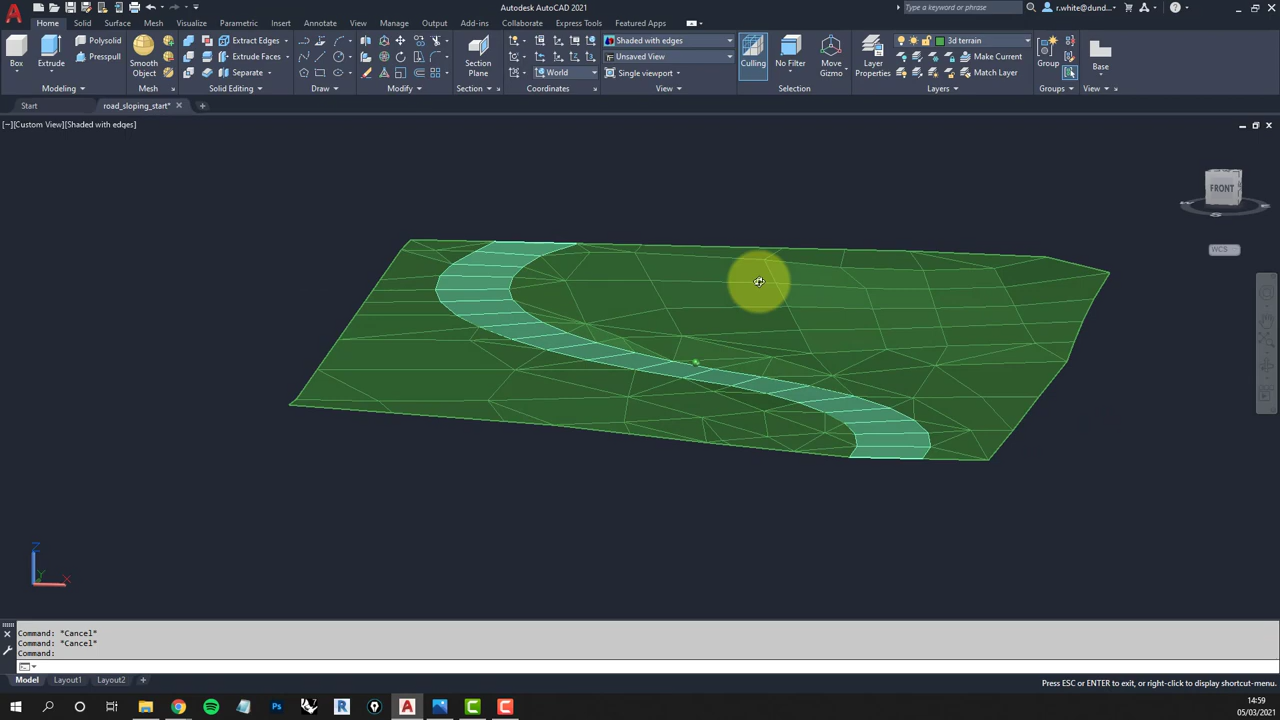 Autodesk AutoCAD 2021
Type a keyword or phrase
r.white@dund...
Home
Solid
Surface
Mesh
Visualize
Parametric
Insert
Annotate
View
Manage
Output
Add-ins
Collaborate
Express Tools
Featured Apps
Box
Extrude
Polysolid
Presspull
Modeling
Smooth
Object
Mesh
Extract Edges
Extrude Faces
Separate
Solid Editing
Draw
Modify
Section
Plane
Section
World
Coordinates
Shaded with edges
Unsaved View
Single viewport
View
Culling
No Filter
Move
Gizmo
Selection
Layer
Properties
3d terrain
Make Current
Match Layer
Layers
Group
Groups
Base
View
Start
road_sloping_start*
[−][Custom View][Shaded with edges]
FRONT
S
WCS
Z
Y
X
Command: *Cancel*
Command: *Cancel*
Command:
Model
Layout1
Layout2
Press ESC or ENTER to exit, or right-click to display shortcut-menu.
14:59
05/03/2021